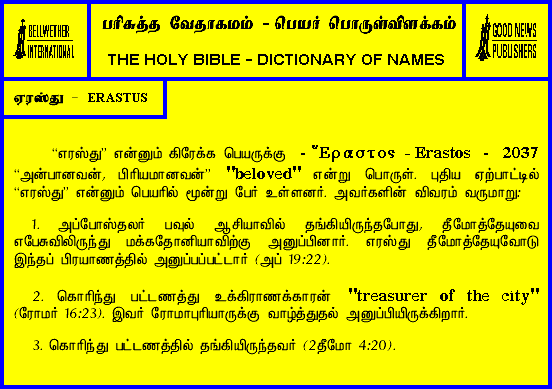 BELLWETHER
INTERNATIONAL
பரிசுத்த வேதாகமம் - பெயர் பொருள்விளக்கம்
THE HOLY BIBLE - DICTIONARY OF NAMES
GOOD NEWS
PUBLISHERS
ஏரஸ்து - ERASTUS
“எரஸ்து” என்னும் கிரேக்க பெயருக்கு - Ἔραστος - Erastos - 2037
“அன்பானவன், பிரியமானவன்” "beloved" என்று பொருள். புதிய ஏற்பாட்டில்
“எரஸ்து” என்னும் பெயரில் மூன்று பேர் உள்ளனர். அவர்களின் விவரம் வருமாறு:
1. அப்போஸ்தலர் பவுல் ஆசியாவில் தங்கியிருந்தபோது, தீமோத்தேயுவை
எபேசுவிலிருந்து மக்கதோனியாவிற்கு அனுப்பினார். எரஸ்து தீமோத்தேயுவோடு
இந்தப் பிரயாணத்தில் அனுப்பப்பட்டார் (அப் 19:22).
2. கொரிந்து பட்டணத்து உக்கிராணக்காரன் "treasurer of the city"
(ரோமர் 16:23). இவர் ரோமாபுரியாருக்கு வாழ்த்துதல் அனுப்பியிருக்கிறார்.
3. கொரிந்து பட்டணத்தில் தங்கியிருந்தவர் (2தீமோ 4:20).